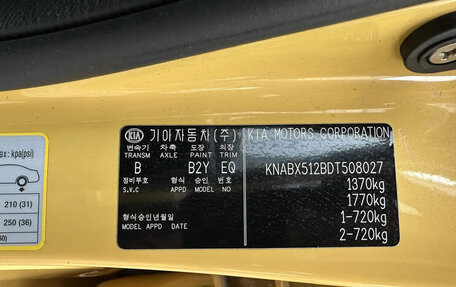 KIA 기아자동차(주) KIA MOTORS CORPORATION
변속기 차축 도장 외장
TRANSM AXLE PAINT TRIM
B B2Y EQ
KNABX512BDT508027
정비부호 형식 승인 번호
S.V.C APPD MODEL NO
1370kg
1770kg
형식승인년월일
MODEL APPD DATE
1-720kg
2-720kg
ax: kpa(psi)
210 (31)
250 (36)
60)